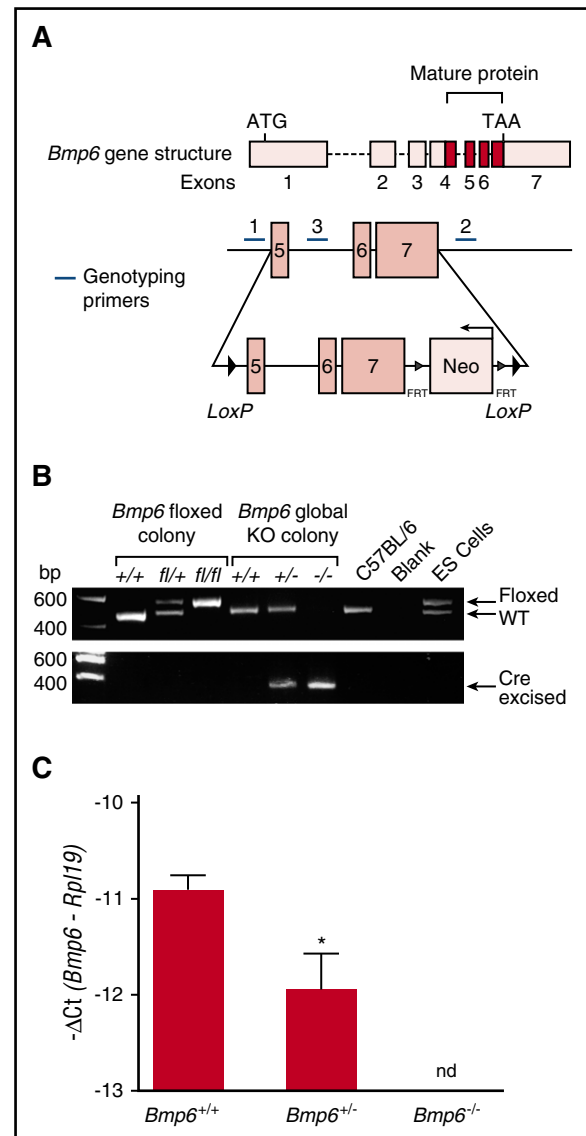 A
Mature protein
ATG TAA
Bmp6 gene structure
Exons 1 2 3 4 5 6 7
1 5 3 6 7 2
Genotyping
primers
5 6 7 FRT Neo FRT
LoxP LoxP
B
Bmp6 floxed
colony
Bmp6 global
KO colony
C57BL/6
Blank
ES Cells
bp +/+ fl/+ fl/fl +/+ +/- -/-
600 Floxed
400 WT
600
400 Cre
excised
C
-10
-11
-12
-13
-ΔCt (Bmp6 - Rpl19)
*
nd
Bmp6+/+ Bmp6+/- Bmp6-/-